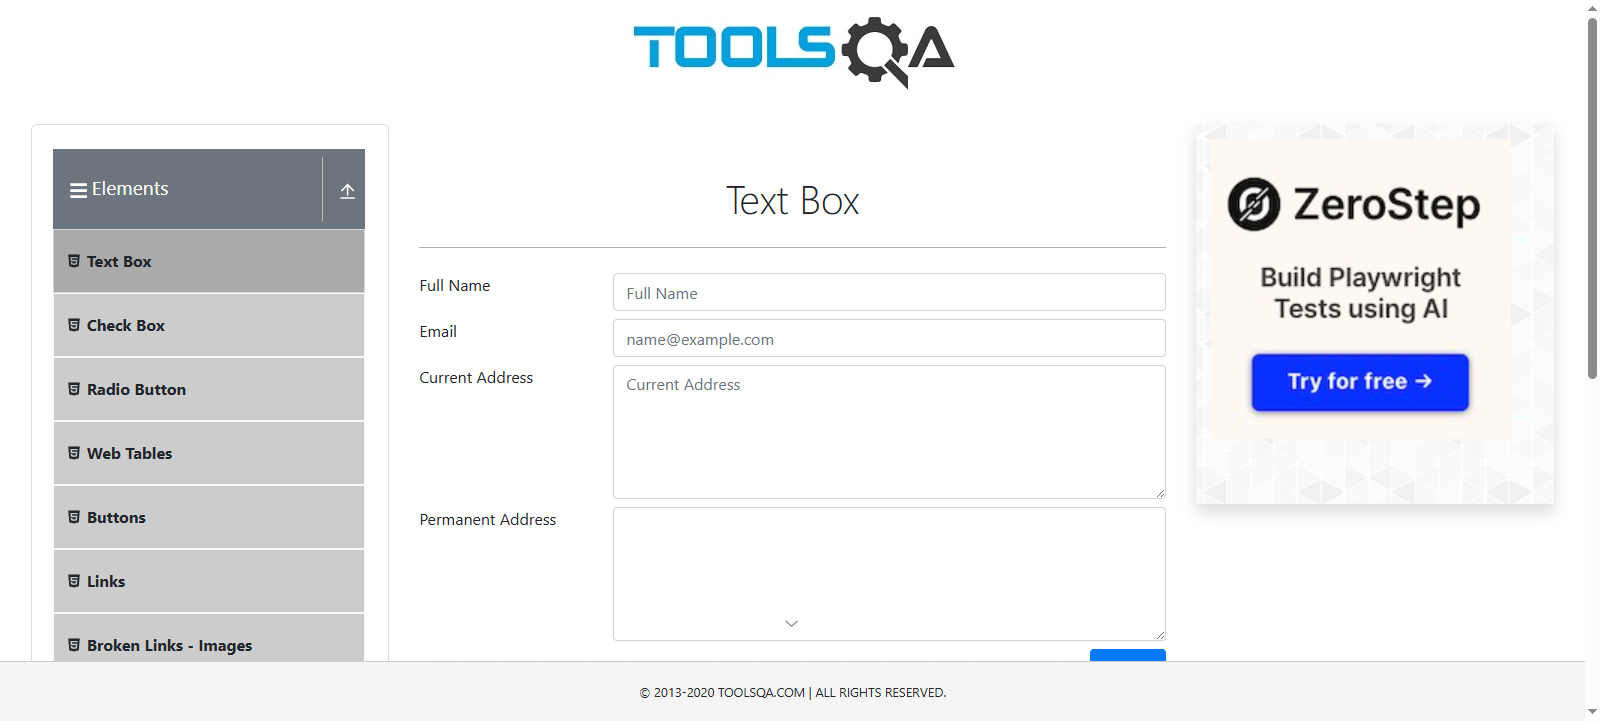 TOOLSQA
Elements
Text Box
Check Box
Radio Button
Web Tables
Buttons
Links
Broken Links - Images
Text Box
Full Name
Full Name
Email
name@example.com
Current Address
Current Address
Permanent Address
ZeroStep
Build Playwright
Tests using AI
Try for free →
© 2013-2020 TOOLSQA.COM | ALL RIGHTS RESERVED.